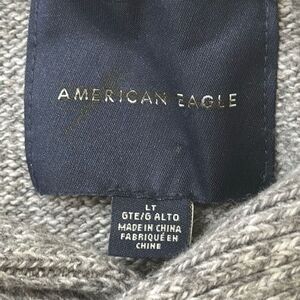 AMERICAN EAGLE
LT
GTE/G ALTO
MADE IN CHINA
FABRIQUÉ EN
CHINE